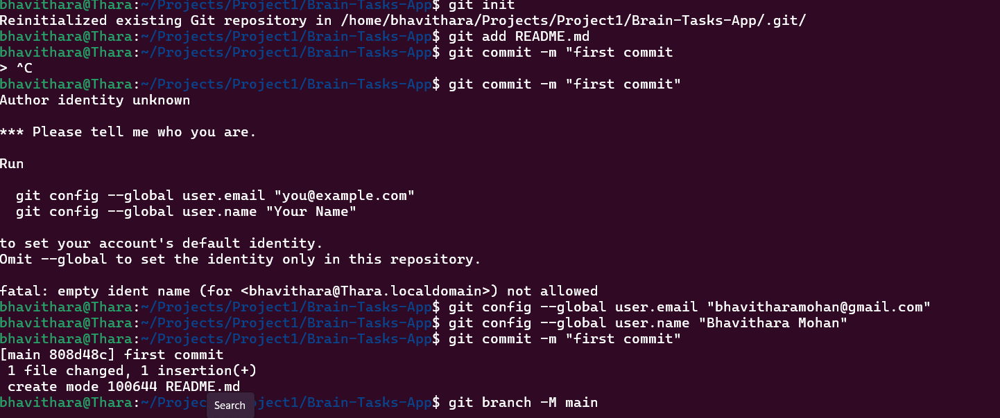 bhavithara@Thara:~/Projects/Project1/Brain-Tasks-App$ git init
Reinitialized existing Git repository in /home/bhavithara/Projects/Project1/Brain-Tasks-App/.git/
bhavithara@Thara:~/Projects/Project1/Brain-Tasks-App$ git add README.md
bhavithara@Thara:~/Projects/Project1/Brain-Tasks-App$ git commit -m "first commit
> ^C
bhavithara@Thara:~/Projects/Project1/Brain-Tasks-App$ git commit -m "first commit"
Author identity unknown
*** Please tell me who you are.
Run
  git config --global user.email "you@example.com"
  git config --global user.name "Your Name"
to set your account's default identity.
Omit --global to set the identity only in this repository.
fatal: empty ident name (for <bhavithara@Thara.localdomain>) not allowed
bhavithara@Thara:~/Projects/Project1/Brain-Tasks-App$ git config --global user.email "bhavitharamohan@gmail.com"
bhavithara@Thara:~/Projects/Project1/Brain-Tasks-App$ git config --global user.name "Bhavithara Mohan"
bhavithara@Thara:~/Projects/Project1/Brain-Tasks-App$ git commit -m "first commit"
[main 808d48c] first commit
 1 file changed, 1 insertion(+)
 create mode 100644 README.md
bhavithara@Thara:~/Projec Search oject1/Brain-Tasks-App$ git branch -M main